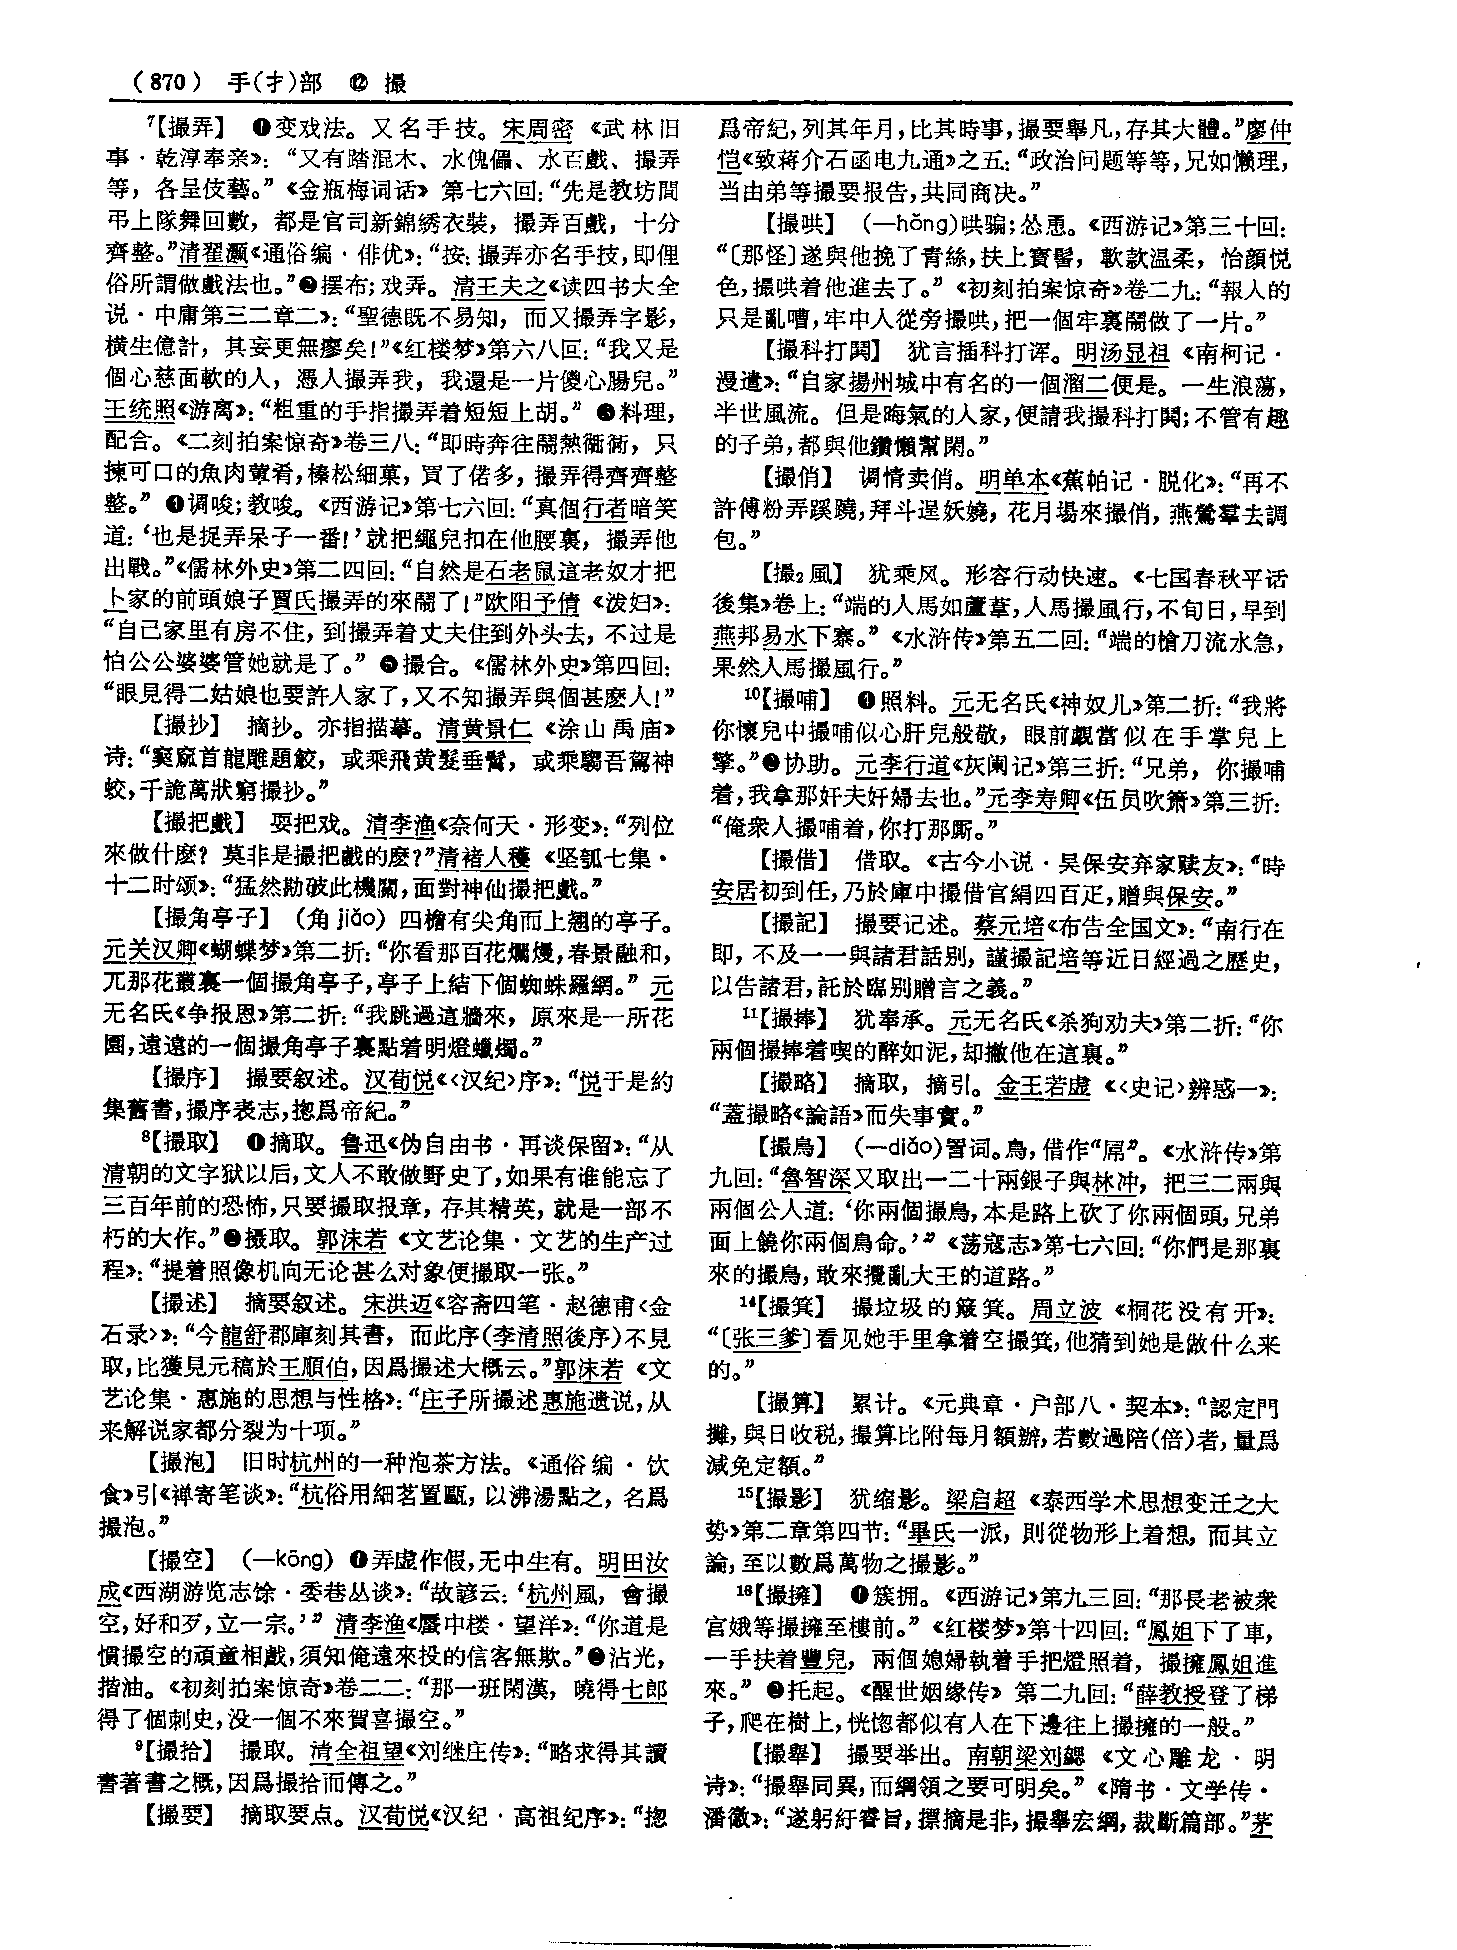 （870） 手(扌)部 ⑫ 撮
⁷【撮弄】 ❶变戏法。又名手技。宋周密《武林旧
事·乾淳奉亲》：“又有踏混木、水傀儡、水百戲、撮弄
等，各呈伎藝。”《金瓶梅词话》第七六回：“先是教坊間
弔上隊舞回數，都是官司新錦綉衣裝，撮弄百戲，十分
齊整。”清翟灏《通俗编·俳优》：“按：撮弄亦名手技，即俚
俗所謂做戲法也。”❷摆布；戏弄。清王夫之《读四书大全
说·中庸第三二章二》：“聖德旣不易知，而又撮弄字影，
橫生億計，其妄更無瘳矣！”《红楼梦》第六八回：“我又是
個心慈面軟的人，憑人撮弄我，我還是一片傻心腸兒。”
王统照《游离》：“粗重的手指撮弄着短短上胡。”❸料理，
配合。《二刻拍案惊奇》卷三八：“即時奔往鬧熱衚衕，只
揀可口的魚肉葷肴，榛松細菓，買了偌多，撮弄得齊齊整
整。”❹调唆；教唆。《西游记》第七六回：“真個行者暗笑
道：‘也是捉弄呆子一番！’就把繩兒扣在他腰裏，撮弄他
出戰。”《儒林外史》第二四回：“自然是石老鼠這老奴才把
卜家的前頭娘子賈氏撮弄的來鬧了！”欧阳予倩《泼妇》：
“自己家里有房不住，到撮弄着丈夫住到外头去，不过是
怕公公婆婆管她就是了。”❺撮合。《儒林外史》第四回：
“眼見得二姑娘也要許人家了，又不知撮弄與個甚麽人！”
【撮抄】 摘抄。亦指描摹。清黄景仁《涂山禹庙》
诗：“窫窳首龍雕題餃，或乘飛黄髮垂髾，或乘騶吾駕神
蛟，千詭萬狀窮撮抄。”
【撮把戲】 耍把戏。清李渔《奈何天·形变》：“列位
來做什麽？莫非是撮把戲的麽？”清褚人穫《坚瓠七集·
十二时颂》：“猛然勘破此機關，面對神仙撮把戲。”
【撮角亭子】（角 jiǎo）四檐有尖角而上翘的亭子。
元关汉卿《蝴蝶梦》第二折：“你看那百花爛熳，春景融和，
兀那花叢裏一個撮角亭子，亭子上結下個蜘蛛羅網。”元
无名氏《争报恩》第二折：“我跳過這牆來，原來是一所花
園，遠遠的一個撮角亭子裏點着明燈蠟燭。”
【撮序】 撮要叙述。汉荀悦《〈汉纪〉序》：“悦于是約
集舊書，撮序表志，揔爲帝紀。”
⁸【撮取】 ❶摘取。鲁迅《伪自由书·再谈保留》：“从
清朝的文字狱以后，文人不敢做野史了，如果有谁能忘了
三百年前的恐怖，只要撮取报章，存其精英，就是一部不
朽的大作。”❷摄取。郭沫若《文艺论集·文艺的生产过
程》：“提着照像机向无论甚么对象便撮取一张。”
【撮述】 摘要叙述。宋洪迈《容斋四笔·赵德甫〈金
石录〉》：“今龍舒郡庫刻其書，而此序(李清照後序)不見
取，比獲見元稿於王順伯，因爲撮述大概云。”郭沫若《文
艺论集·惠施的思想与性格》：“庄子所撮述惠施遗说，从
来解说家都分裂为十项。”
【撮泡】 旧时杭州的一种泡茶方法。《通俗编·饮
食》引《禅寄笔谈》：“杭俗用細茗置甌，以沸湯點之，名爲
撮泡。”
【撮空】（—kōng）❶弄虚作假，无中生有。明田汝
成《西湖游览志馀·委巷丛谈》：“故諺云：‘杭州風，會撮
空，好和歹，立一宗。’”清李渔《蜃中楼·望洋》：“你道是
慣撮空的頑童相戲，須知俺遠來投的信客無欺。”❷沾光，
揩油。《初刻拍案惊奇》卷二二：“那一班閑漢，曉得七郎
得了個刺史，没一個不來賀喜撮空。”
⁹【撮拾】 撮取。清全祖望《刘继庄传》：“略求得其讀
書著書之概，因爲撮拾而傳之。”
【撮要】 摘取要点。汉荀悦《汉纪·高祖纪序》：“揔
爲帝紀，列其年月，比其時事，撮要舉凡，存其大體。”廖仲
恺《致蒋介石函电九通》之五：“政治问题等等，兄如懒理，
当由弟等撮要报告，共同商决。”
【撮哄】（—hǒng）哄骗；怂恿。《西游记》第三十回：
“〔那怪〕遂與他挽了青絲，扶上寳髻，軟款温柔，怡顔悦
色，撮哄着他進去了。”《初刻拍案惊奇》卷二九：“報人的
只是亂嘈，牢中人從旁撮哄，把一個牢裏鬧做了一片。”
【撮科打鬨】 犹言插科打诨。明汤显祖《南柯记·
漫遣》：“自家揚州城中有名的一個溜二便是。一生浪蕩，
半世風流。但是晦氣的人家，便請我撮科打鬨；不管有趣
的子弟，都與他鑽懶幫閑。”
【撮俏】 调情卖俏。明单本《蕉帕记·脱化》：“再不
許傅粉弄蹊蹺，拜斗逞妖嬈，花月場來撮俏，燕鶯羣去調
包。”
【撮₂風】 犹乘风。形容行动快速。《七国春秋平话
後集》卷上：“端的人馬如蘆葦，人馬撮風行，不旬日，早到
燕邦易水下寨。”《水浒传》第五二回：“端的槍刀流水急，
果然人馬撮風行。”
¹⁰【撮哺】 ❶照料。元无名氏《神奴儿》第二折：“我將
你懷兒中撮哺似心肝兒般敬，眼前覷當似在手掌兒上
擎。”❷协助。元李行道《灰阑记》第三折：“兄弟，你撮哺
着，我拿那奸夫奸婦去也。”元李寿卿《伍员吹箫》第三折：
“俺衆人撮哺着，你打那厮。”
【撮借】 借取。《古今小说·吴保安弃家赎友》：“時
安居初到任，乃於庫中撮借官絹四百疋，贈與保安。”
【撮記】 撮要记述。蔡元培《布告全国文》：“南行在
即，不及一一與諸君話别，謹撮記培等近日經過之歷史，
以告諸君，託於臨别贈言之義。”
¹¹【撮捧】 犹奉承。元无名氏《杀狗劝夫》第二折：“你
兩個撮捧着喫的醉如泥，却撇他在這裏。”
【撮略】 摘取，摘引。金王若虚《〈史记〉辨惑一》：
“蓋撮略《論語》而失事實。”
【撮鳥】（—diǎo）詈词。鳥，借作“屌”。《水浒传》第
九回：“魯智深又取出一二十兩銀子與林冲，把三二兩與
兩個公人道：‘你兩個撮鳥，本是路上砍了你兩個頭，兄弟
面上饒你兩個鳥命。’”《荡寇志》第七六回：“你們是那裏
來的撮鳥，敢來攪亂大王的道路。”
¹⁴【撮箕】 撮垃圾的簸箕。周立波《桐花没有开》：
“〔张三爹〕看见她手里拿着空撮箕，他猜到她是做什么来
的。”
【撮算】 累计。《元典章·户部八·契本》：“認定門
攤，與日收税，撮算比附每月額辦，若數過陪(倍)者，量爲
減免定額。”
¹⁵【撮影】 犹缩影。梁启超《泰西学术思想变迁之大
势》第二章第四节：“畢氏一派，則從物形上着想，而其立
論，至以數爲萬物之撮影。”
¹⁶【撮擁】 ❶簇拥。《西游记》第九三回：“那長老被衆
宫娥等撮擁至樓前。”《红楼梦》第十四回：“鳳姐下了車，
一手扶着豐兒，兩個媳婦執着手把燈照着，撮擁鳳姐進
來。”❷托起。《醒世姻缘传》第二九回：“薛教授登了梯
子，爬在樹上，恍惚都似有人在下邊往上撮擁的一般。”
【撮舉】 撮要举出。南朝梁刘勰《文心雕龙·明
诗》：“撮舉同異，而綱領之要可明矣。”《隋书·文学传·
潘徽》：“遂躬紆睿旨，摽摘是非，撮舉宏綱，裁斷篇部。”茅